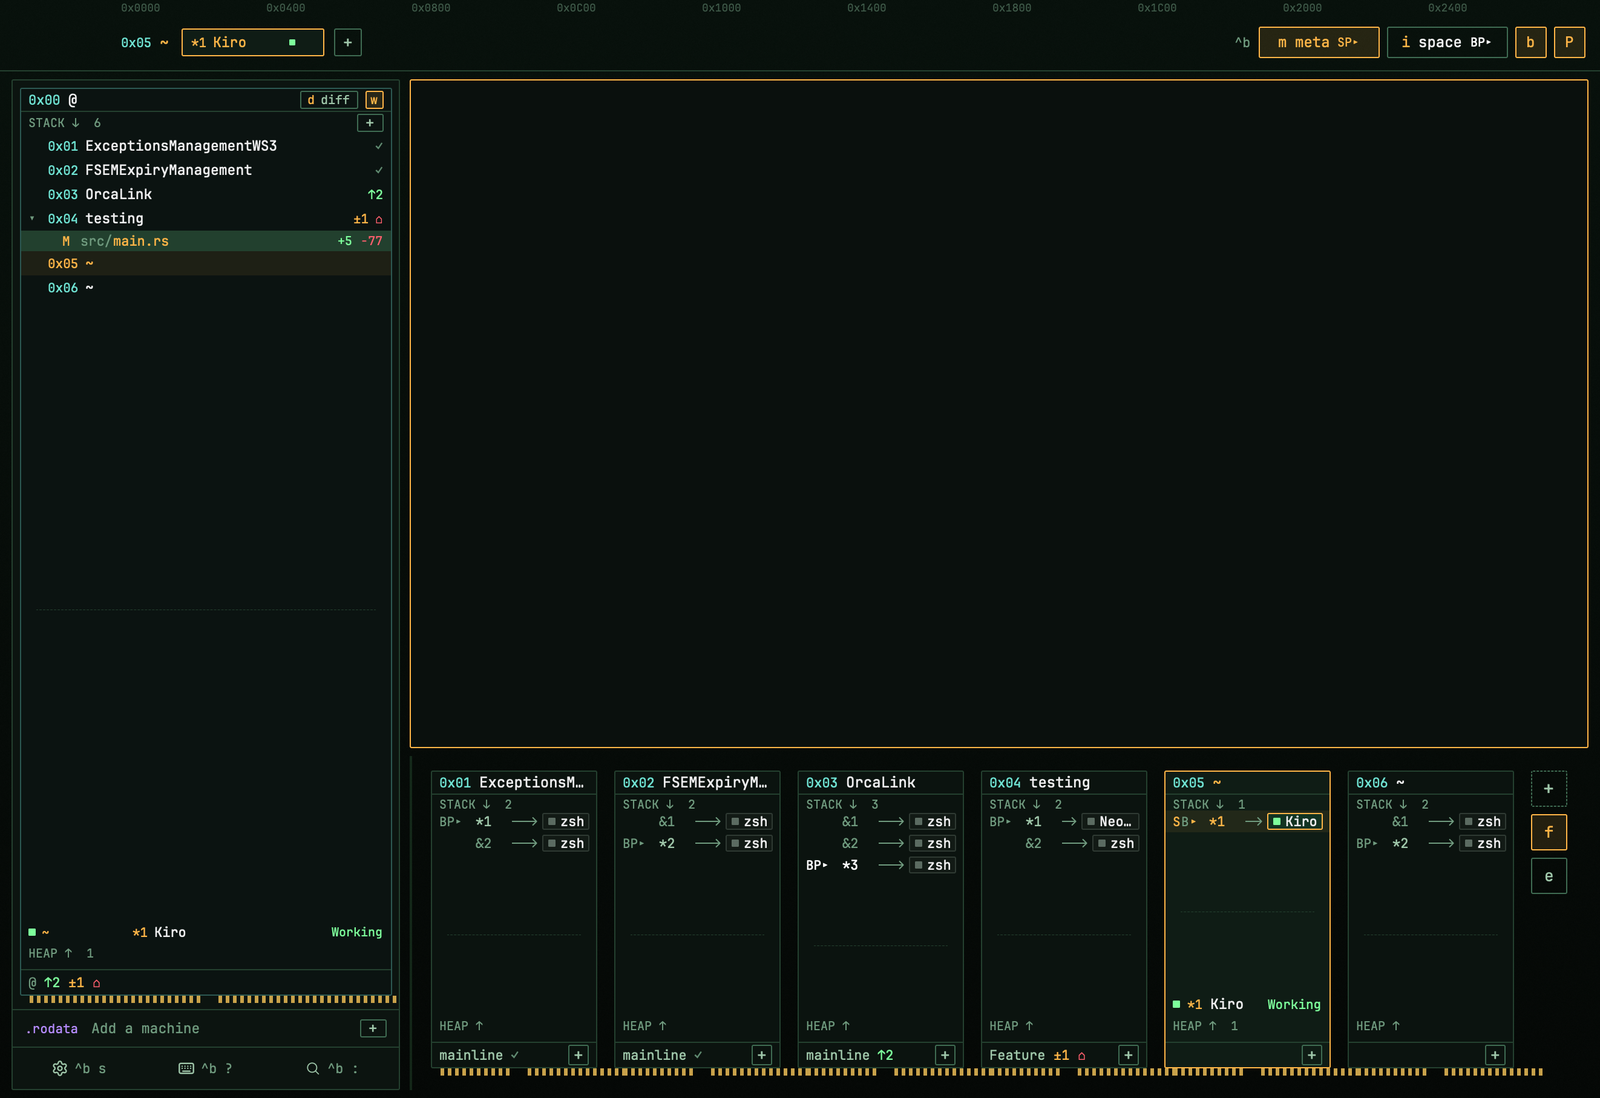 0x0000 0x0400 0x0800 0x0C00 0x1000 0x1400 0x1800 0x1C00 0x2000 0x2400
0x05 ~ *1 Kiro ■ +
^b m meta SP▸ i space BP▸ b P
0x00 @ d diff w
STACK ↓ 6 +
0x01 ExceptionsManagementWS3 ✓
0x02 FSEMExpiryManagement ✓
0x03 OrcaLink ↑2
▾ 0x04 testing ±1 ⌂
M src/main.rs +5 -77
0x05 ~
0x06 ~
■ ~ *1 Kiro Working
HEAP ↑ 1
@ ↑2 ±1 ⌂
.rodata Add a machine +
^b s ^b ? ^b :
0x01 ExceptionsM…
STACK ↓ 2
BP▸ *1 → zsh
&2 → zsh
HEAP ↑
mainline ✓ +
0x02 FSEMExpiryM…
STACK ↓ 2
&1 → zsh
BP▸ *2 → zsh
HEAP ↑
mainline ✓ +
0x03 OrcaLink
STACK ↓ 3
&1 → zsh
&2 → zsh
BP▸ *3 → zsh
HEAP ↑
mainline ↑2 +
0x04 testing
STACK ↓ 2
BP▸ *1 → Neo…
&2 → zsh
HEAP ↑
Feature ±1 ⌂ +
0x05 ~
STACK ↓ 1
SB▸ *1 → Kiro
■ *1 Kiro Working
HEAP ↑ 1
+
0x06 ~
STACK ↓ 2
&1 → zsh
BP▸ *2 → zsh
HEAP ↑
+
+
f
e